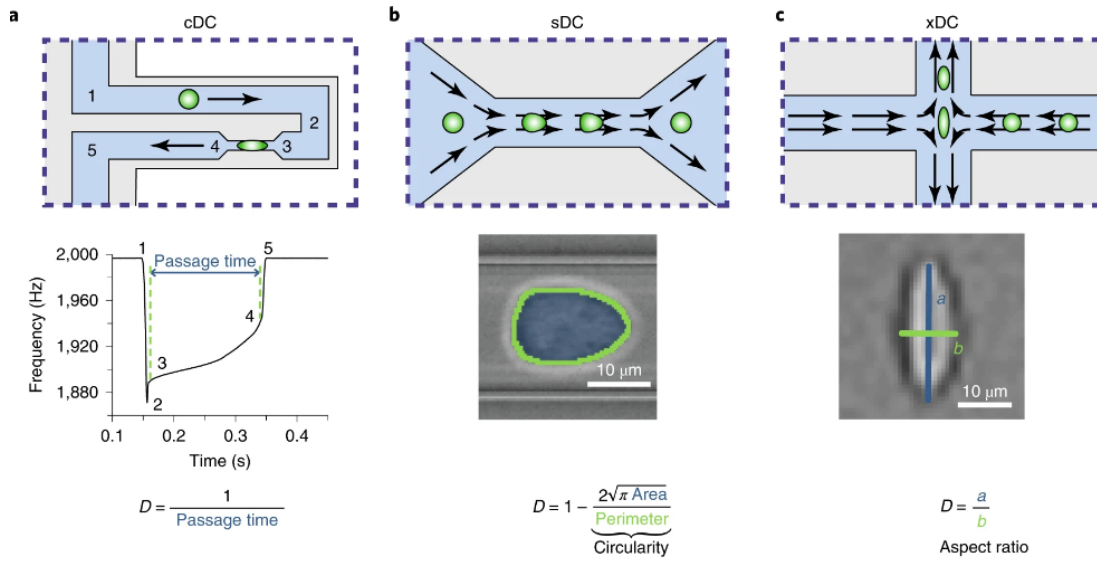 a
cDC
1
2
3
4
5
2,000
1,960
1,920
1,880
Frequency (Hz)
1
5
Passage time
4
3
2
0.1 0.2 0.3 0.4
Time (s)
D = 1 / Passage time
b
sDC
10 μm
D = 1 − 2√π Area / Perimeter
Circularity
c
xDC
a
b
10 μm
D = a / b
Aspect ratio